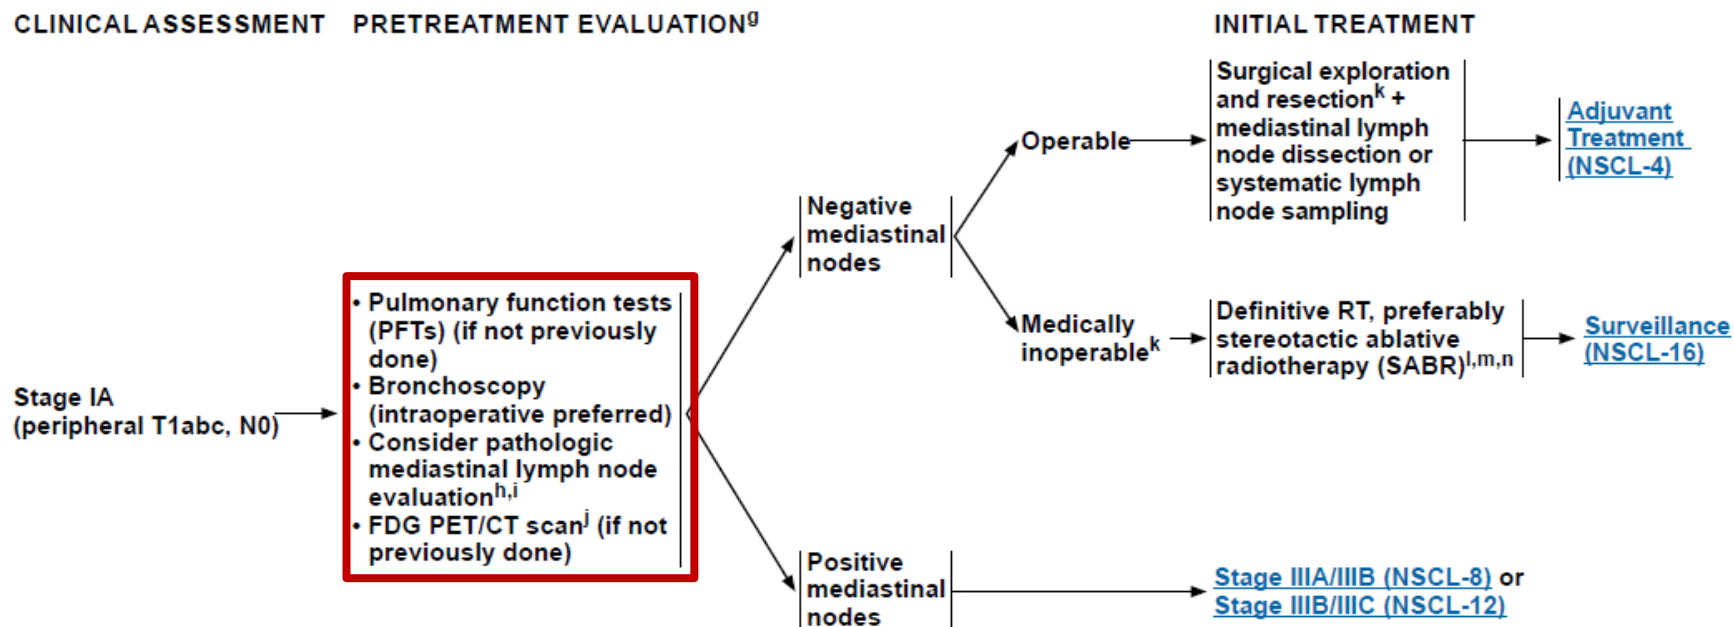 CLINICAL ASSESSMENT PRETREATMENT EVALUATIONᵍ INITIAL TREATMENT
Stage IA
(peripheral T1abc, N0)
• Pulmonary function tests
(PFTs) (if not previously
done)
• Bronchoscopy
(intraoperative preferred)
• Consider pathologic
mediastinal lymph node
evaluationʰ,ⁱ
• FDG PET/CT scanʲ (if not
previously done)
Negative
mediastinal
nodes
Operable
Surgical exploration
and resectionᵏ +
mediastinal lymph
node dissection or
systematic lymph
node sampling
Adjuvant
Treatment
(NSCL-4)
Medically
inoperableᵏ
Definitive RT, preferably
stereotactic ablative
radiotherapy (SABR)ˡ,ᵐ,ⁿ
Surveillance
(NSCL-16)
Positive
mediastinal
nodes
Stage IIIA/IIIB (NSCL-8) or
Stage IIIB/IIIC (NSCL-12)